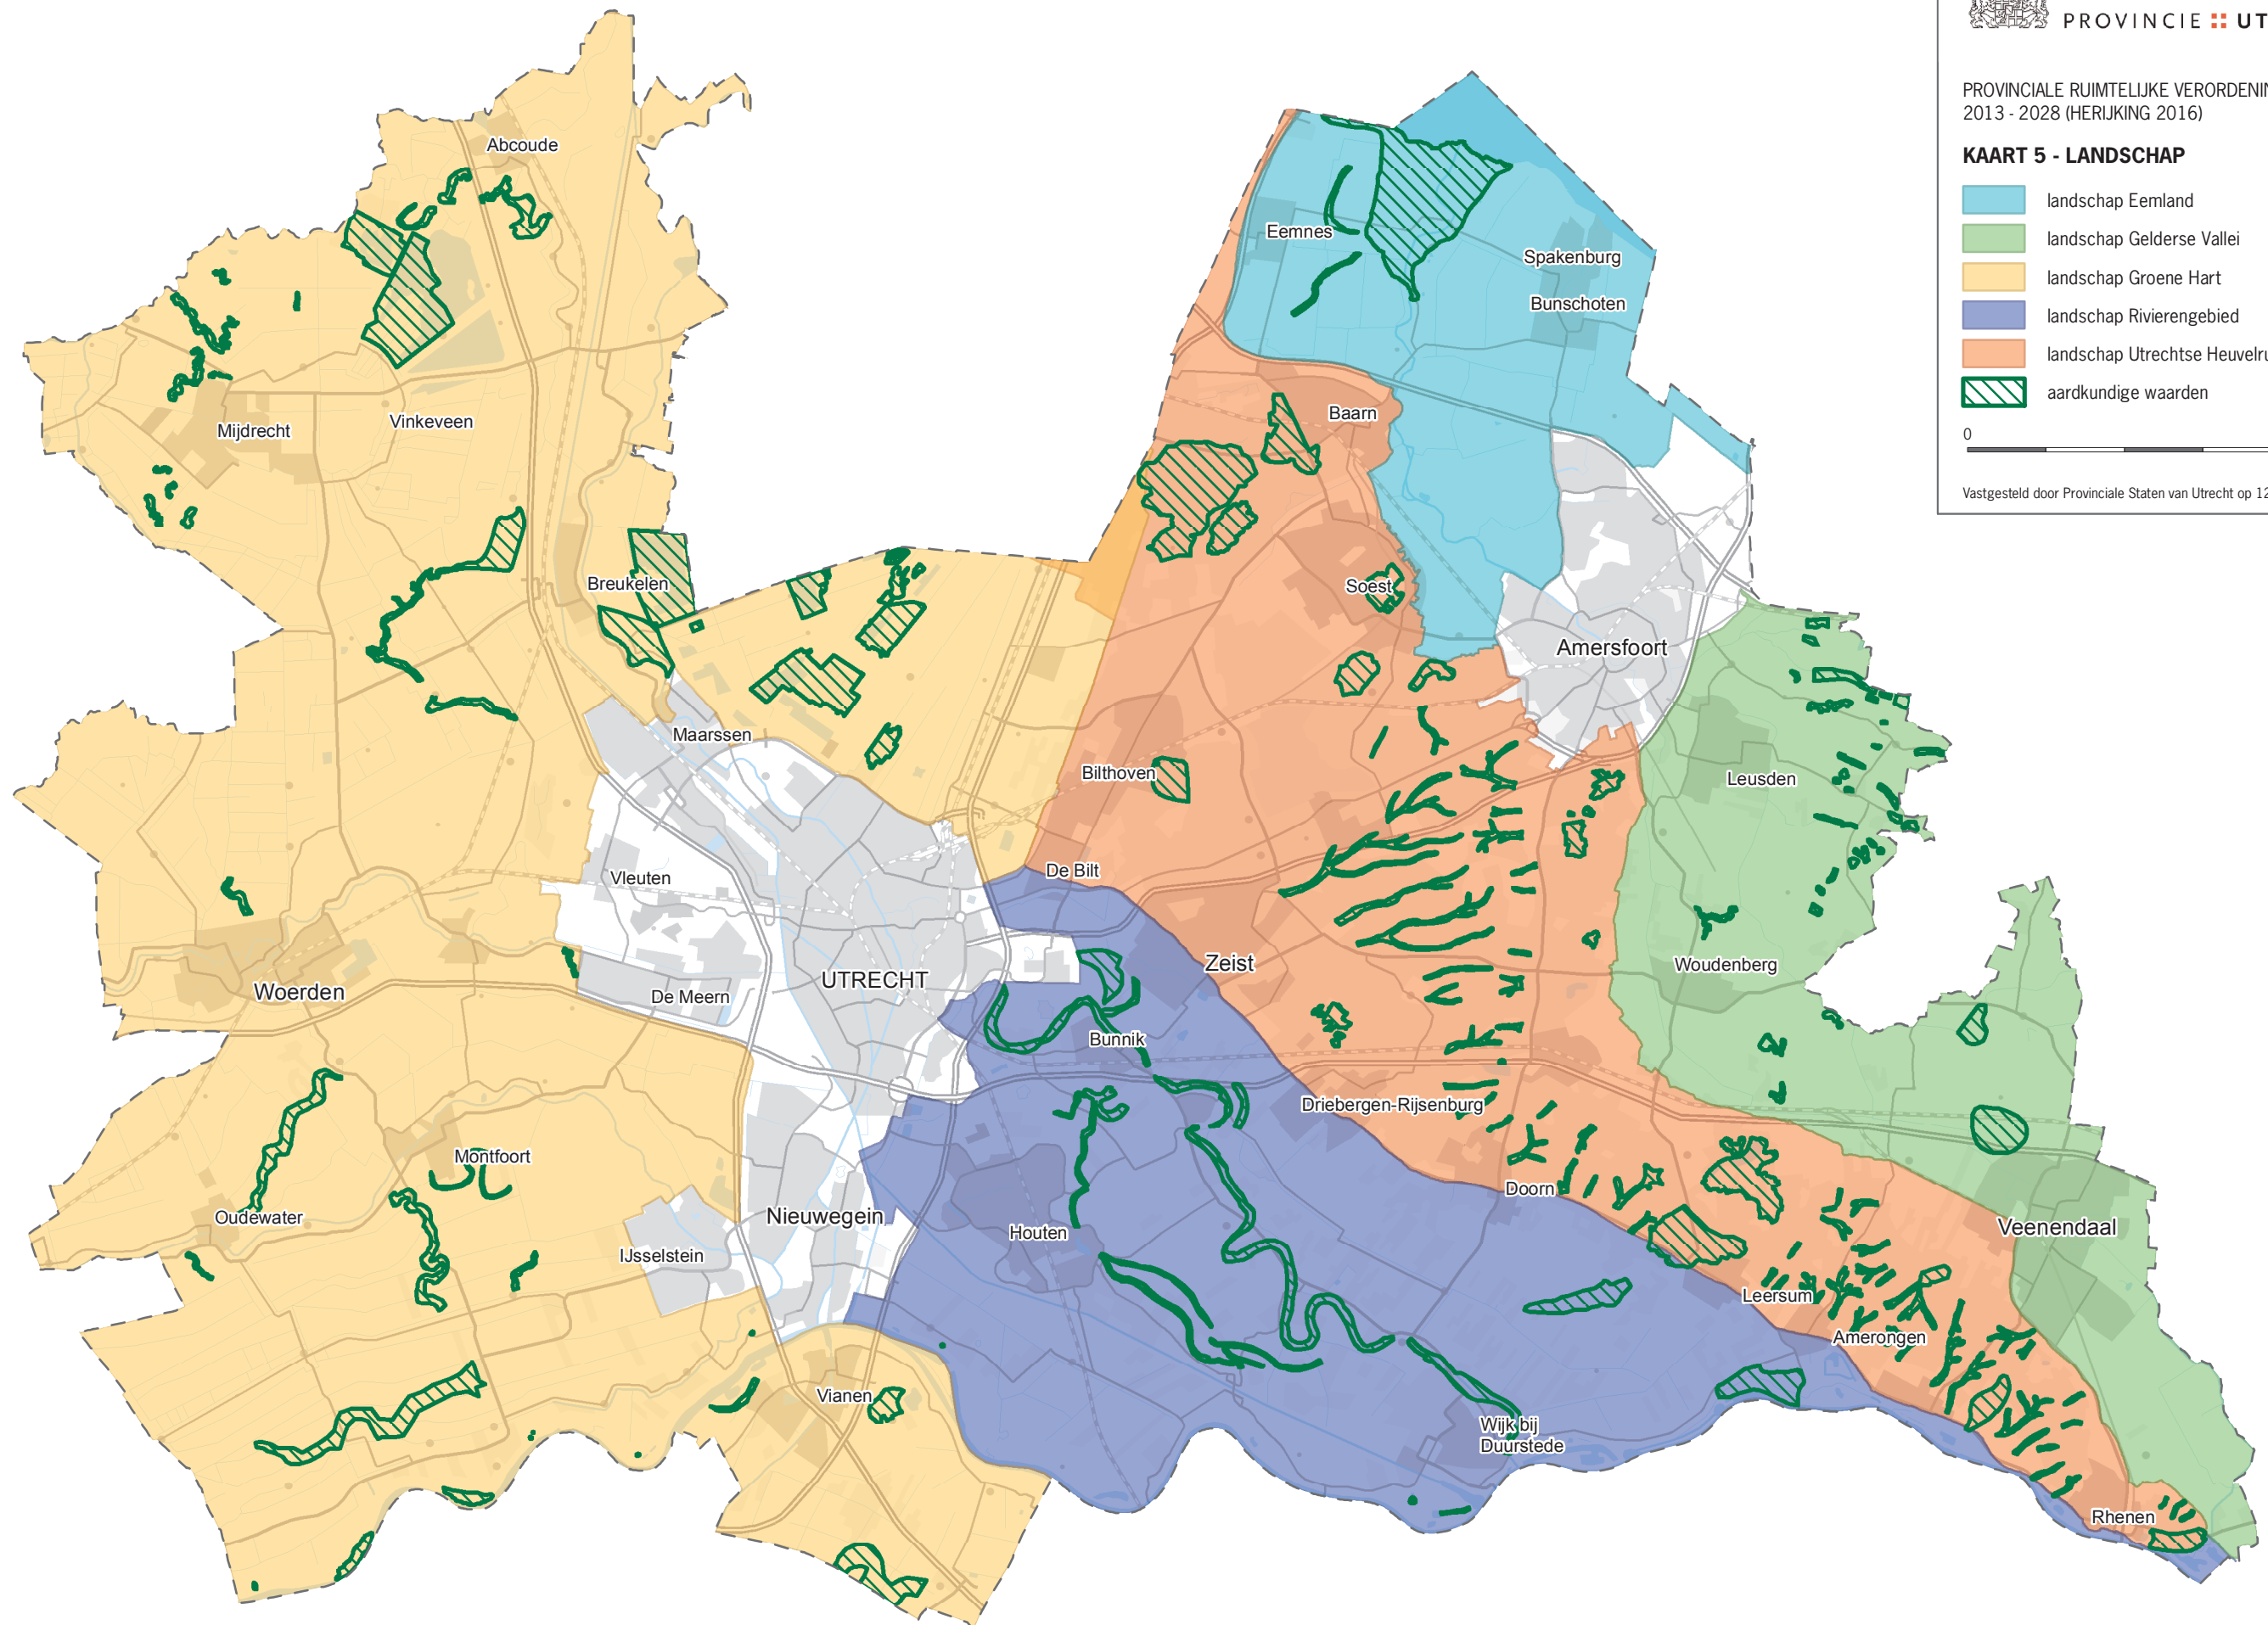 PROVINCIE UT
PROVINCIALE RUIMTELIJKE VERORDENIN
2013 - 2028 (HERIJKING 2016)
KAART 5 - LANDSCHAP
landschap Eemland
landschap Gelderse Vallei
landschap Groene Hart
landschap Rivierengebied
landschap Utrechtse Heuvelru
aardkundige waarden
0
Vastgesteld door Provinciale Staten van Utrecht op 12
Abcoude
Eemnes
Spakenburg
Bunschoten
Baarn
Vinkeveen
Mijdrecht
Breukelen
Soest
Amersfoort
Maarssen
Bilthoven
Leusden
De Bilt
Vleuten
Zeist
Woudenberg
UTRECHT
Woerden
De Meern
Bunnik
Driebergen-Rijsenburg
Montfoort
Doorn
Oudewater
Nieuwegein
Veenendaal
Houten
IJsselstein
Leersum
Amerongen
Vianen
Wijk bij
Duurstede
Rhenen